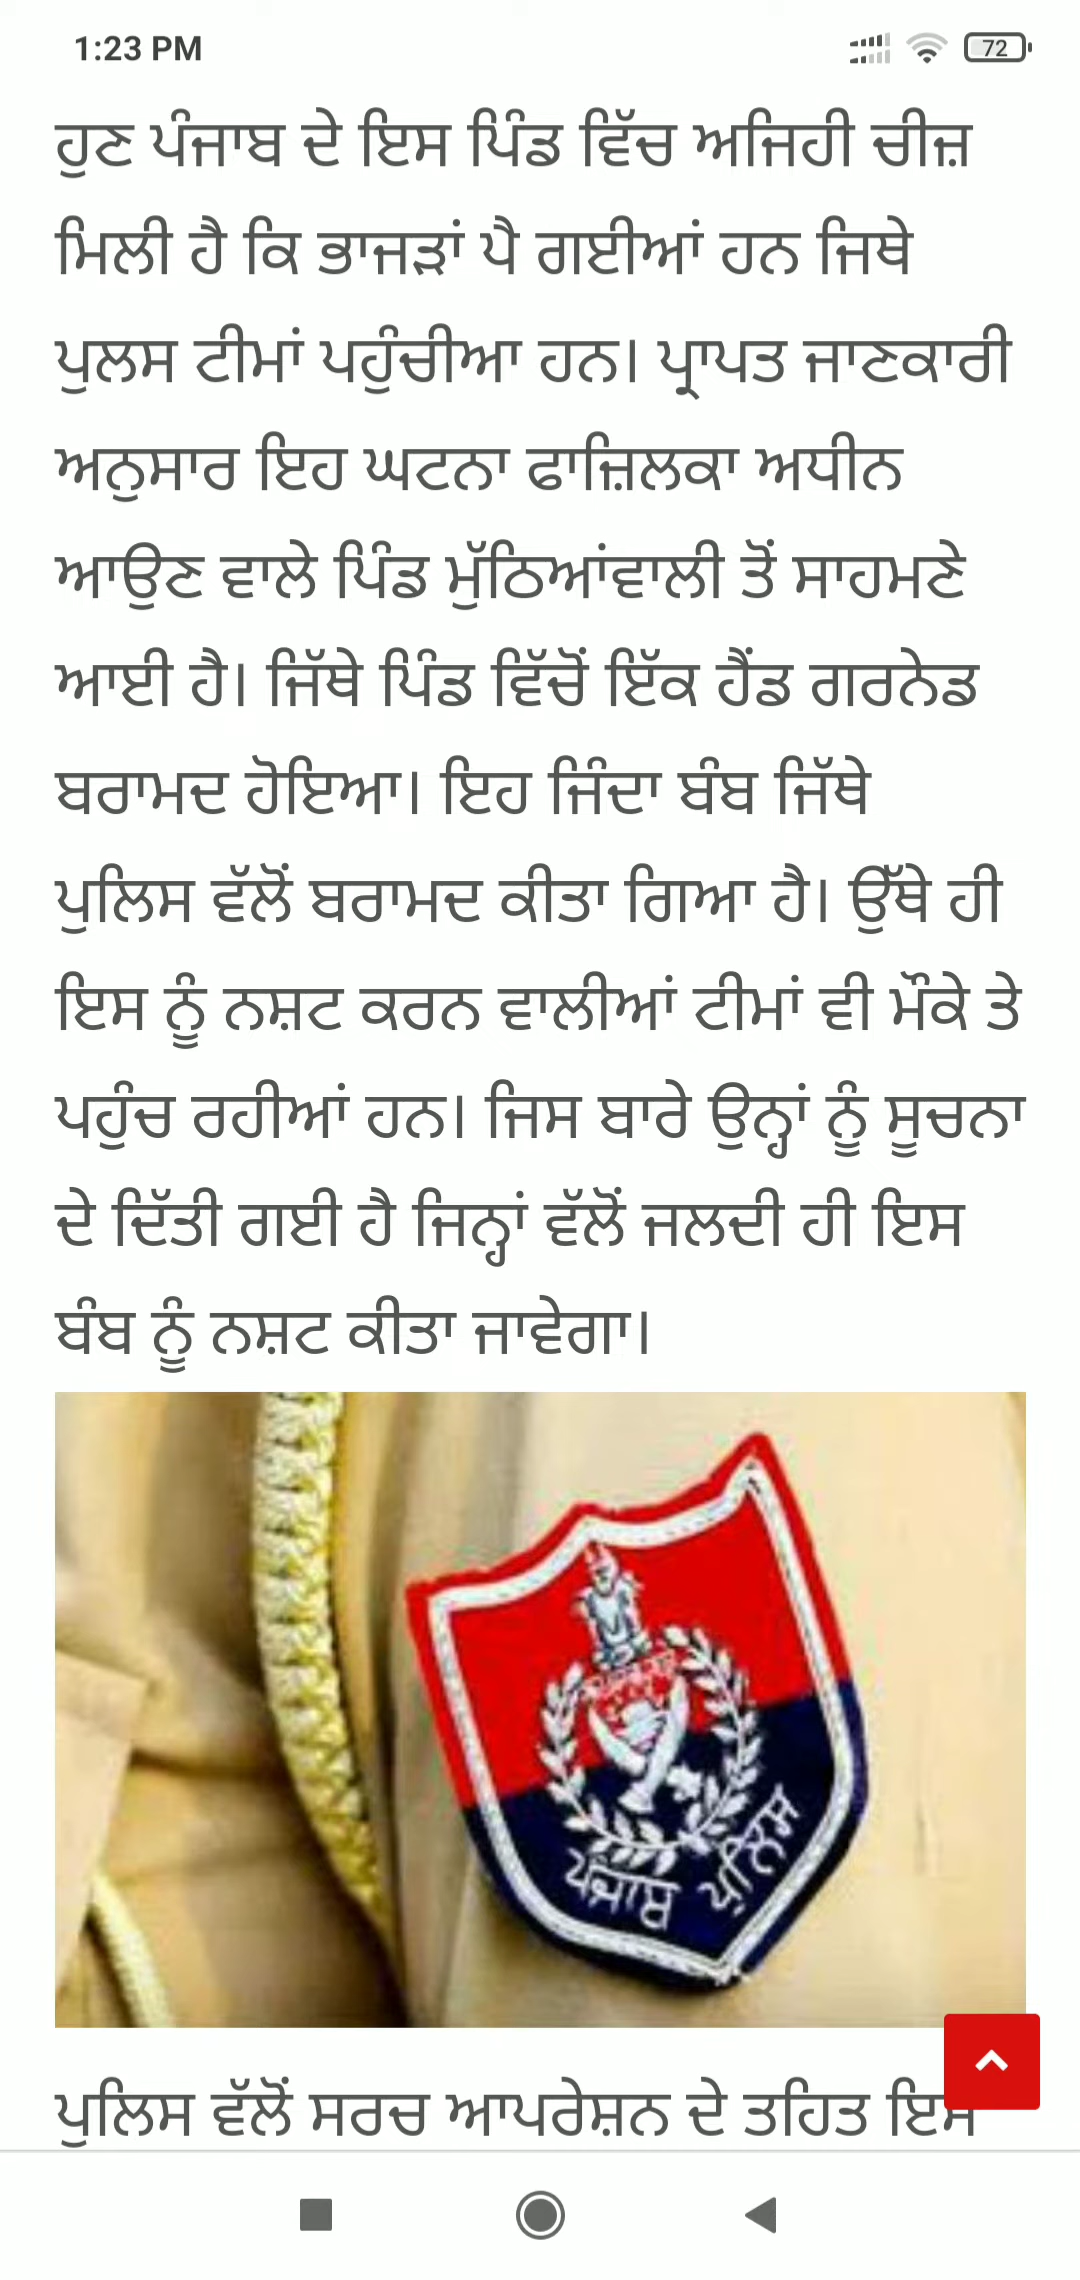 1:23 PM
72
ਹੁਣ ਪੰਜਾਬ ਦੇ ਇਸ ਪਿੰਡ ਵਿੱਚ ਅਜਿਹੀ ਚੀਜ਼
ਮਿਲੀ ਹੈ ਕਿ ਭਾਜੜਾਂ ਪੈ ਗਈਆਂ ਹਨ ਜਿਥੇ
ਪੁਲਸ ਟੀਮਾਂ ਪਹੁੰਚੀਆ ਹਨ। ਪ੍ਰਾਪਤ ਜਾਣਕਾਰੀ
ਅਨੁਸਾਰ ਇਹ ਘਟਨਾ ਫਾਜ਼ਿਲਕਾ ਅਧੀਨ
ਆਉਣ ਵਾਲੇ ਪਿੰਡ ਮੁੱਠਿਆਂਵਾਲੀ ਤੋਂ ਸਾਹਮਣੇ
ਆਈ ਹੈ। ਜਿੱਥੇ ਪਿੰਡ ਵਿੱਚੋਂ ਇੱਕ ਹੈਂਡ ਗਰਨੇਡ
ਬਰਾਮਦ ਹੋਇਆ। ਇਹ ਜਿੰਦਾ ਬੰਬ ਜਿੱਥੇ
ਪੁਲਿਸ ਵੱਲੋਂ ਬਰਾਮਦ ਕੀਤਾ ਗਿਆ ਹੈ। ਉੱਥੇ ਹੀ
ਇਸ ਨੂੰ ਨਸ਼ਟ ਕਰਨ ਵਾਲੀਆਂ ਟੀਮਾਂ ਵੀ ਮੌਕੇ ਤੇ
ਪਹੁੰਚ ਰਹੀਆਂ ਹਨ। ਜਿਸ ਬਾਰੇ ਉਨ੍ਹਾਂ ਨੂੰ ਸੂਚਨਾ
ਦੇ ਦਿੱਤੀ ਗਈ ਹੈ ਜਿਨ੍ਹਾਂ ਵੱਲੋਂ ਜਲਦੀ ਹੀ ਇਸ
ਬੰਬ ਨੂੰ ਨਸ਼ਟ ਕੀਤਾ ਜਾਵੇਗਾ।
ਪੰਜਾਬ ਪੁਲਿਸ
ਪੁਲਿਸ ਵੱਲੋਂ ਸਰਚ ਆਪਰੇਸ਼ਨ ਦੇ ਤਹਿਤ ਇਸ